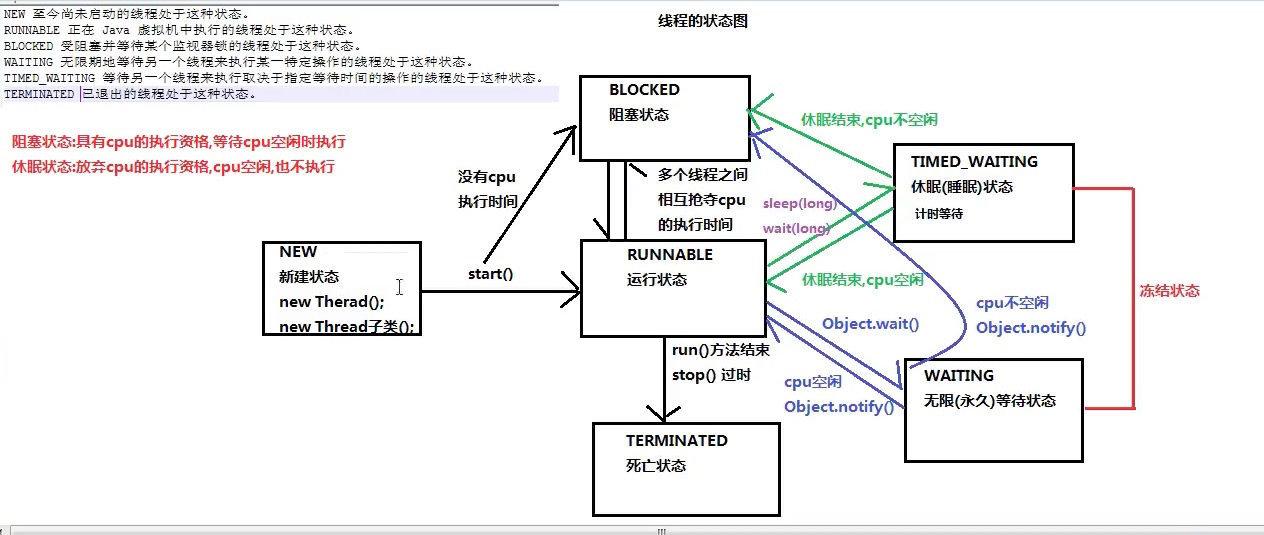 NEW 至今尚未启动的线程处于这种状态。
RUNNABLE 正在 Java 虚拟机中执行的线程处于这种状态。
BLOCKED 受阻塞并等待某个监视器锁的线程处于这种状态。
WAITING 无限期地等待另一个线程来执行某一特定操作的线程处于这种状态。
TIMED_WAITING 等待另一个线程来执行取决于指定等待时间的操作的线程处于这种状态。
TERMINATED 已退出的线程处于这种状态。
线程的状态图
阻塞状态:具有cpu的执行资格,等待cpu空闲时执行
休眠状态:放弃cpu的执行资格,cpu空闲,也不执行
BLOCKED
阻塞状态
休眠结束,cpu不空闲
TIMED_WAITING
休眠(睡眠)状态
计时等待
没有cpu
执行时间
多个线程之间
相互抢夺cpu
的执行时间
sleep(long)
wait(long)
NEW
新建状态
new Therad();
new Thread子类();
start()
RUNNABLE
运行状态
休眠结束,cpu空闲
冻结状态
cpu不空闲
Object.notify()
Object.wait()
run()方法结束
stop() 过时
cpu空闲
Object.notify()
WAITING
无限(永久)等待状态
TERMINATED
死亡状态